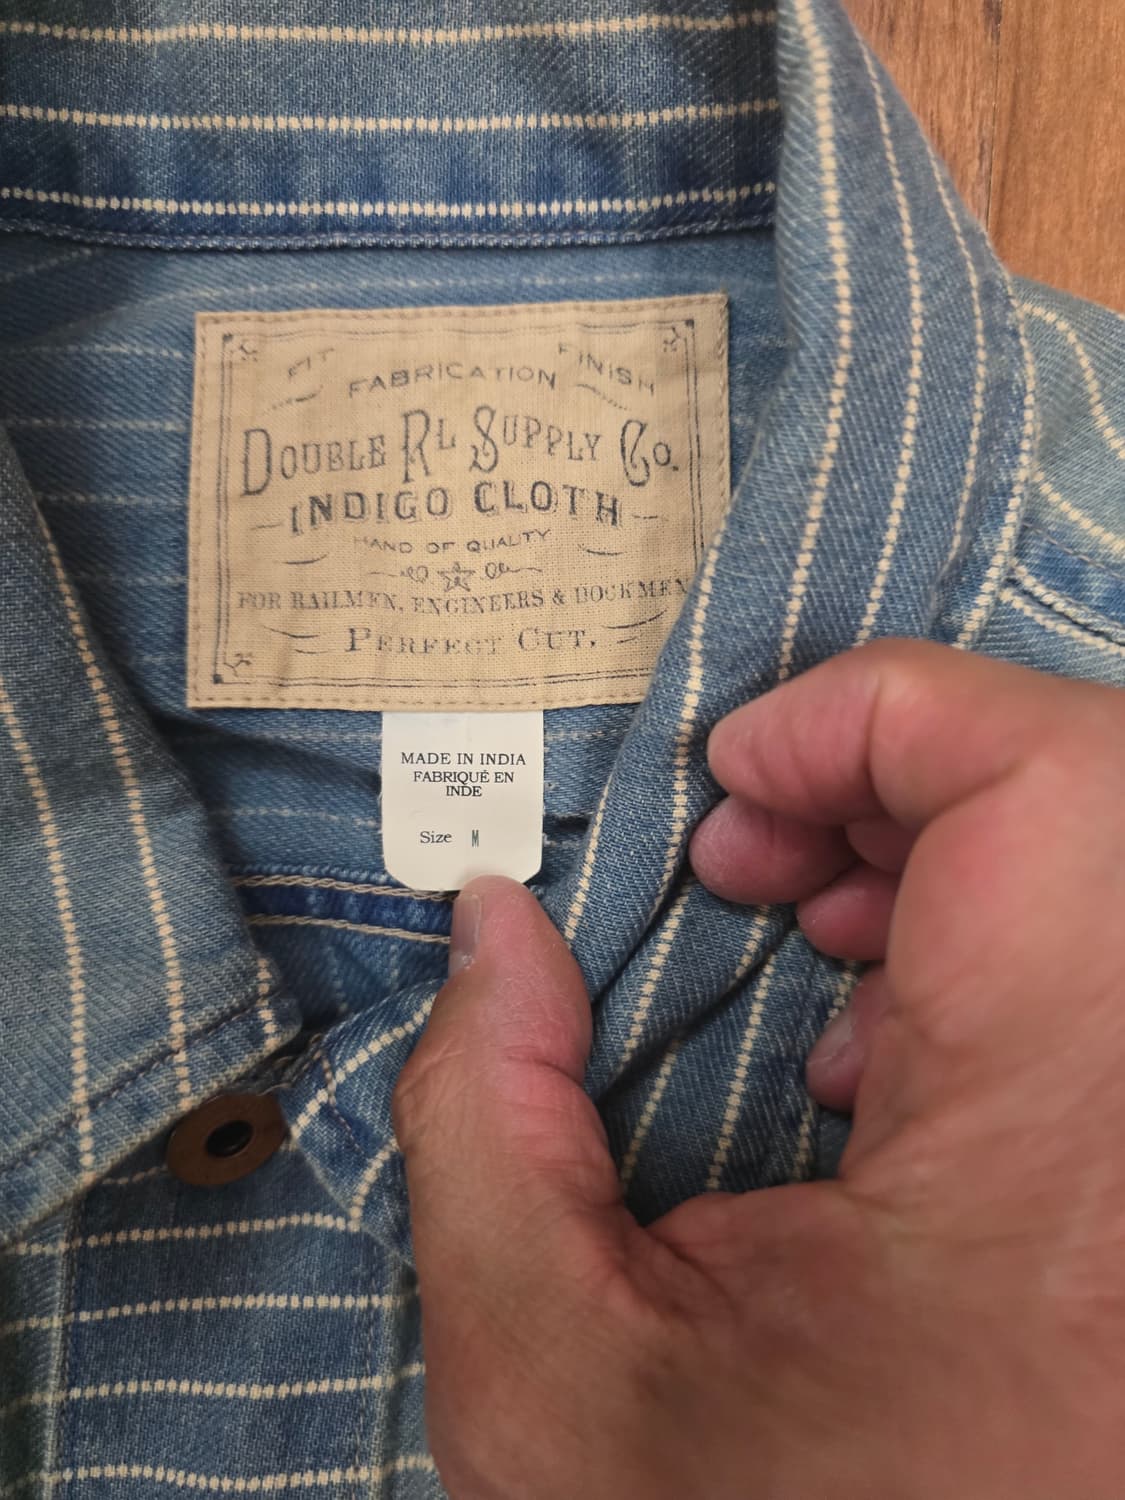 FIT FABRICATION FINISH
DOUBLE RL SUPPLY CO.
INDIGO CLOTH
HAND OF QUALITY
FOR RAILMEN, ENGINEERS & DOCKMEN
PERFECT CUT.
MADE IN INDIA
FABRIQUÉ EN
INDE
Size M